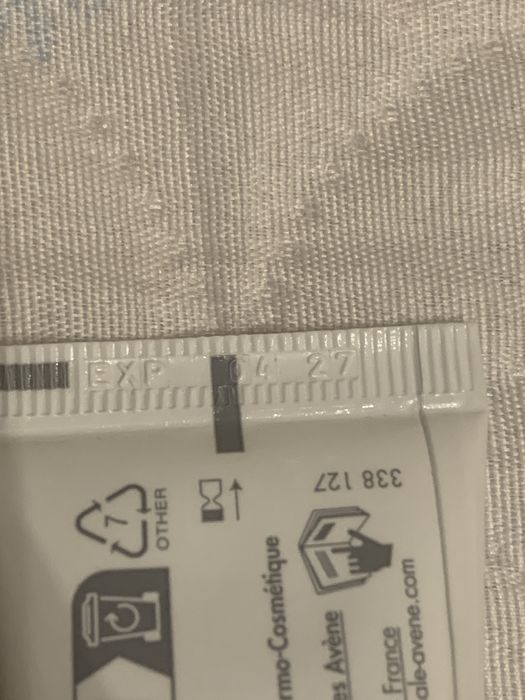 EXP 04 27
338 127
7
OTHER
rmo-Cosmétique
es Avène
France
ale-avene.com